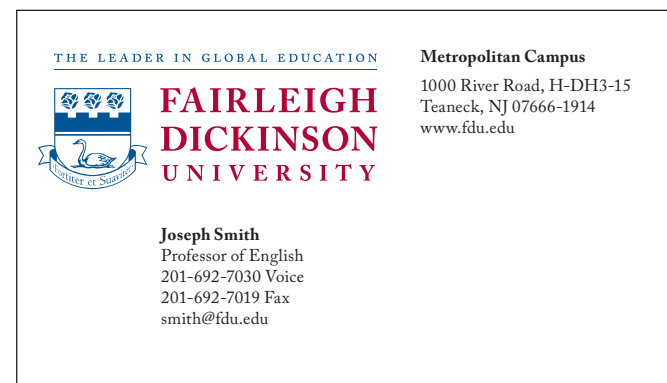 THE LEADER IN GLOBAL EDUCATION
FAIRLEIGH
DICKINSON
UNIVERSITY
Fortiter et Suaviter
Metropolitan Campus
1000 River Road, H-DH3-15
Teaneck, NJ 07666-1914
www.fdu.edu
Joseph Smith
Professor of English
201-692-7030 Voice
201-692-7019 Fax
smith@fdu.edu